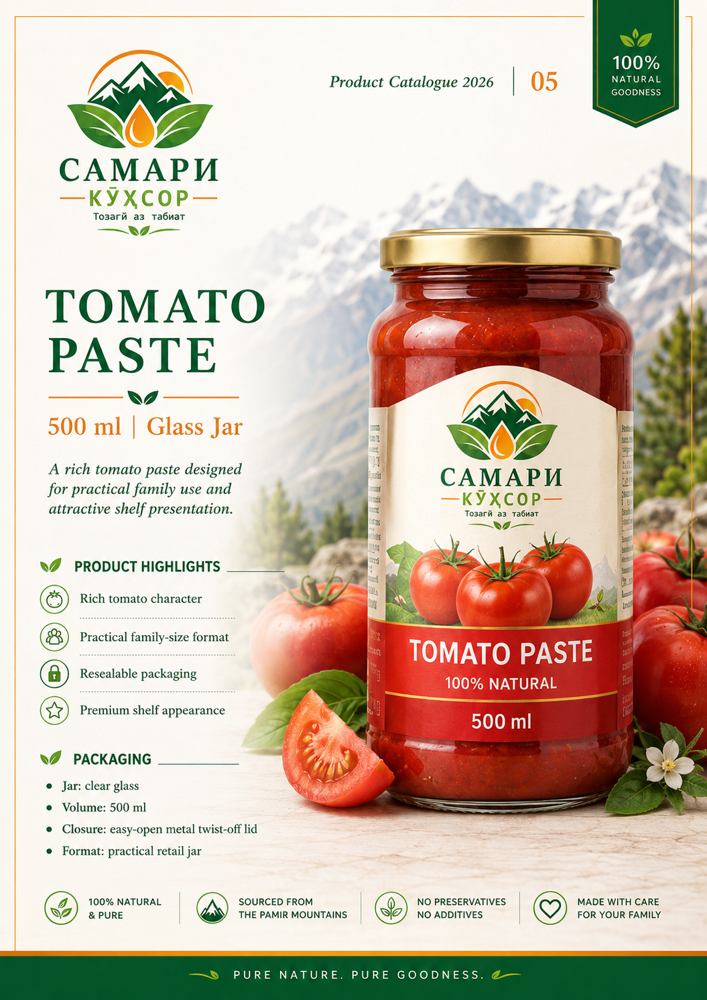 САМАРИ
КӮҲСОР
Тозагӣ аз табиат
Product Catalogue 2026 | 05
100%
NATURAL
GOODNESS
TOMATO
PASTE
500 ml | Glass Jar
A rich tomato paste designed
for practical family use and
attractive shelf presentation.
PRODUCT HIGHLIGHTS
Rich tomato character
Practical family-size format
Resealable packaging
Premium shelf appearance
PACKAGING
• Jar: clear glass
• Volume: 500 ml
• Closure: easy-open metal twist-off lid
• Format: practical retail jar
САМАРИ
КӮҲСОР
Тозагӣ аз табиат
TOMATO PASTE
100% NATURAL
500 ml
100% NATURAL
& PURE
SOURCED FROM
THE PAMIR MOUNTAINS
NO PRESERVATIVES
NO ADDITIVES
MADE WITH CARE
FOR YOUR FAMILY
PURE NATURE. PURE GOODNESS.